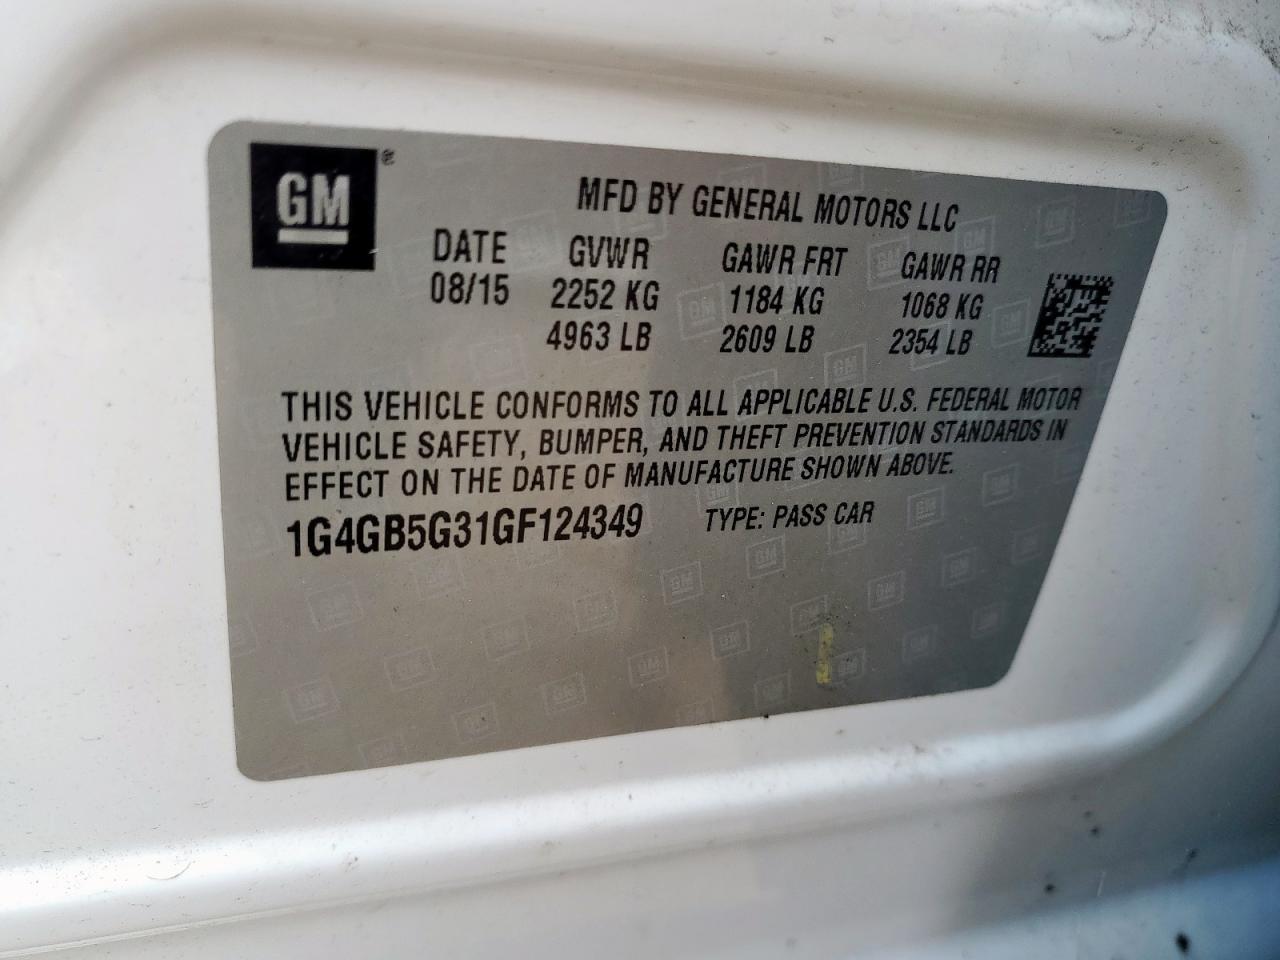 GM®
MFD BY GENERAL MOTORS LLC
DATE GVWR GAWR FRT GAWR RR
08/15 2252 KG 1184 KG 1068 KG
4963 LB 2609 LB 2354 LB
THIS VEHICLE CONFORMS TO ALL APPLICABLE U.S. FEDERAL MOTOR
VEHICLE SAFETY, BUMPER, AND THEFT PREVENTION STANDARDS IN
EFFECT ON THE DATE OF MANUFACTURE SHOWN ABOVE.
1G4GB5G31GF124349 TYPE: PASS CAR